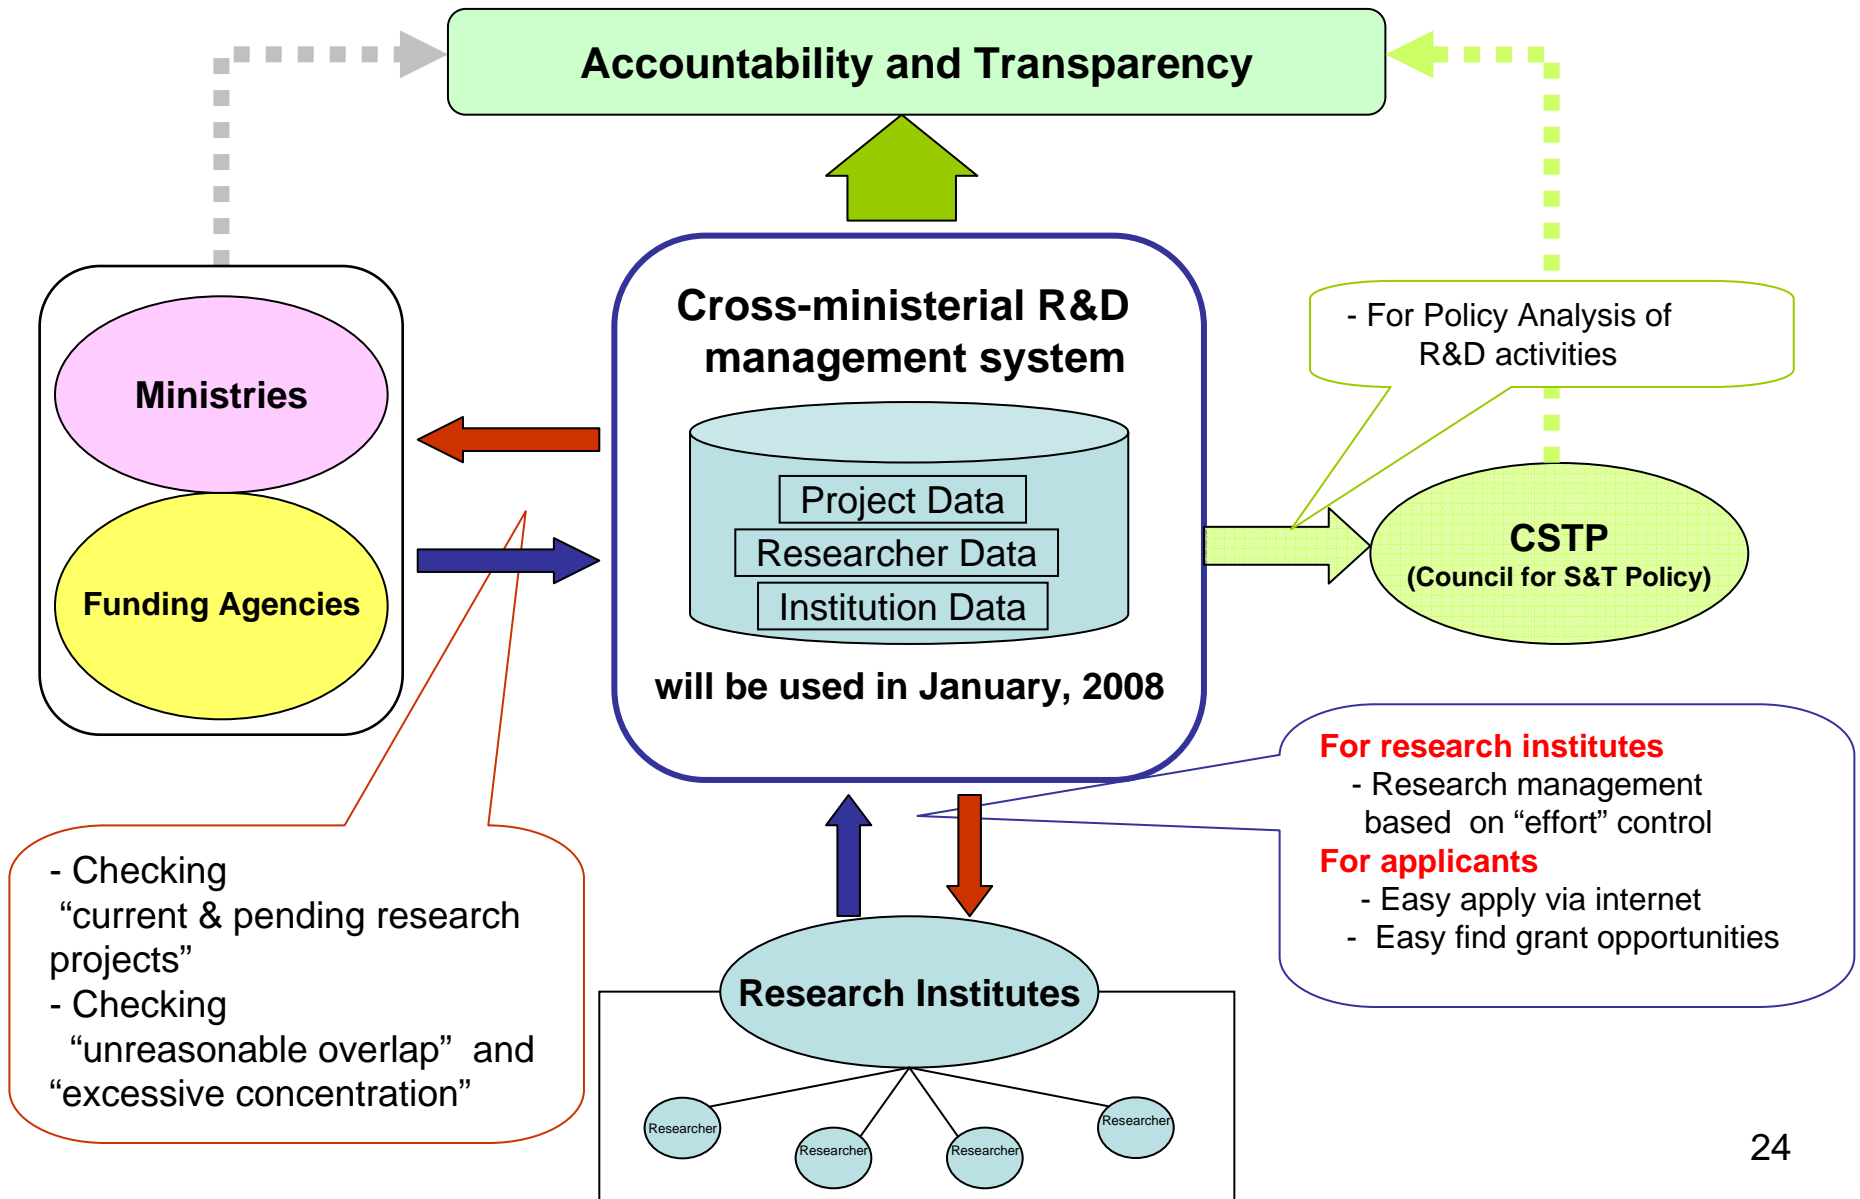 Accountability and Transparency
Cross-ministerial R&D
management system
Project Data
Researcher Data
Institution Data
will be used in January, 2008
Ministries
Funding Agencies
- For Policy Analysis of
R&D activities
CSTP
(Council for S&T Policy)
For research institutes
- Research management
based on “effort” control
For applicants
- Easy apply via internet
- Easy find grant opportunities
- Checking
“current & pending research
projects”
- Checking
“unreasonable overlap” and
“excessive concentration”
Research Institutes
Researcher
Researcher
Researcher
Researcher
24